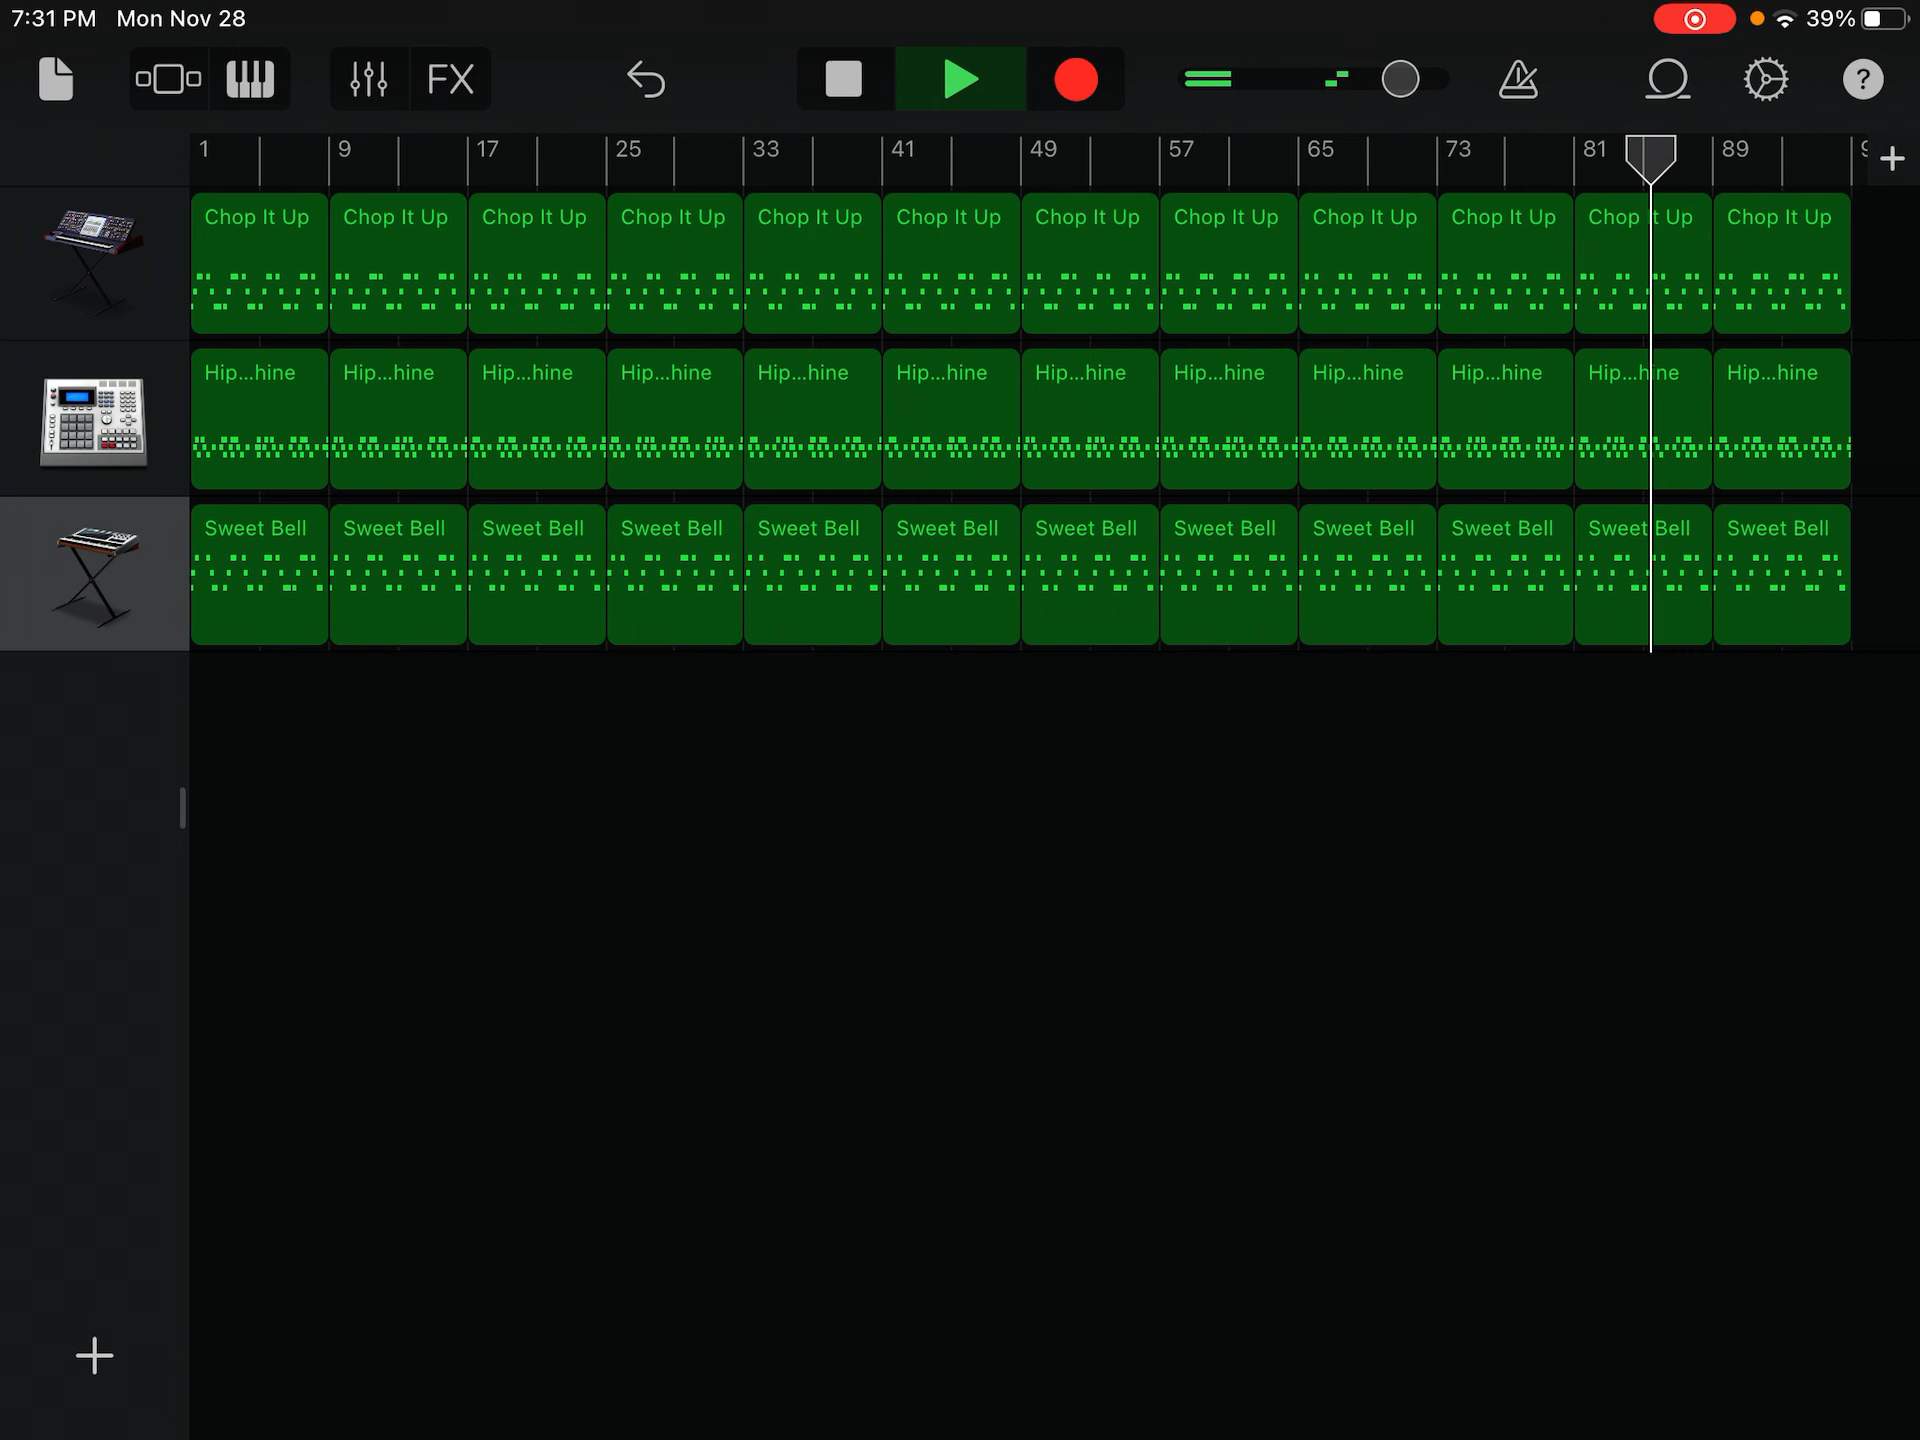 7:31 PM Mon Nov 28 39%
FX ?
1 9 17 25 33 41 49 57 65 73 81 89
Chop It Up Chop It Up Chop It Up Chop It Up Chop It Up Chop It Up Chop It Up Chop It Up Chop It Up Chop It Up Chop It Up Chop It Up
Hip...hine Hip...hine Hip...hine Hip...hine Hip...hine Hip...hine Hip...hine Hip...hine Hip...hine Hip...hine Hip...hine Hip...hine
Sweet Bell Sweet Bell Sweet Bell Sweet Bell Sweet Bell Sweet Bell Sweet Bell Sweet Bell Sweet Bell Sweet Bell Sweet Bell Sweet Bell